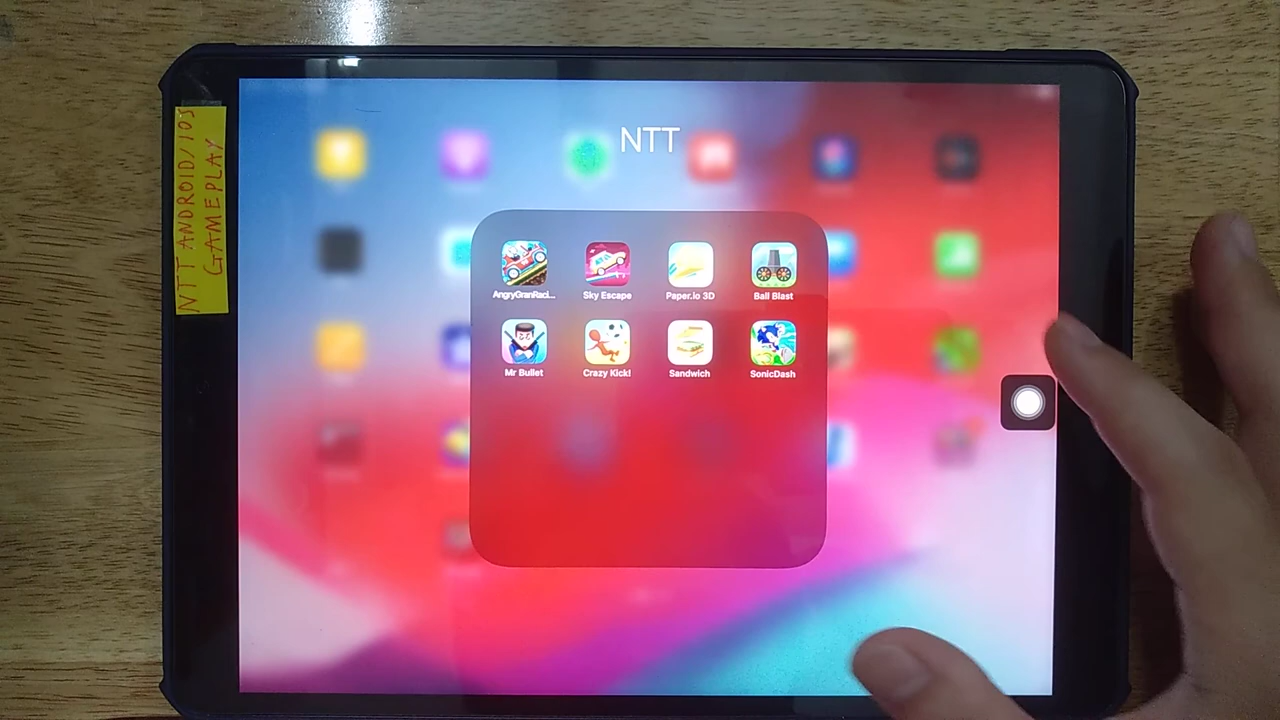 NTT ANDROID/IOS
GAMEPLAY
NTT
AngryGranRaci...
Sky Escape
Paper.io 3D
Ball Blast
Mr Bullet
Crazy Kick!
Sandwich
SonicDash